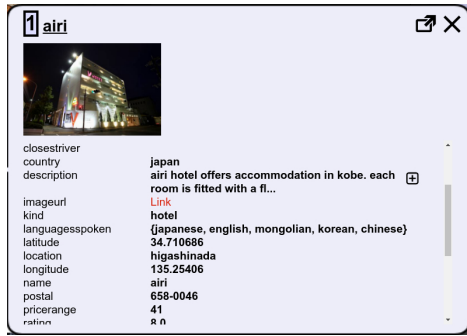 1 airi
closestriver
country japan
description airi hotel offers accommodation in kobe. each
room is fitted with a fl...
imageurl Link
kind hotel
languagesspoken {japanese, english, mongolian, korean, chinese}
latitude 34.710686
location higashinada
longitude 135.25406
name airi
postal 658-0046
pricerange 41
rating 8.0